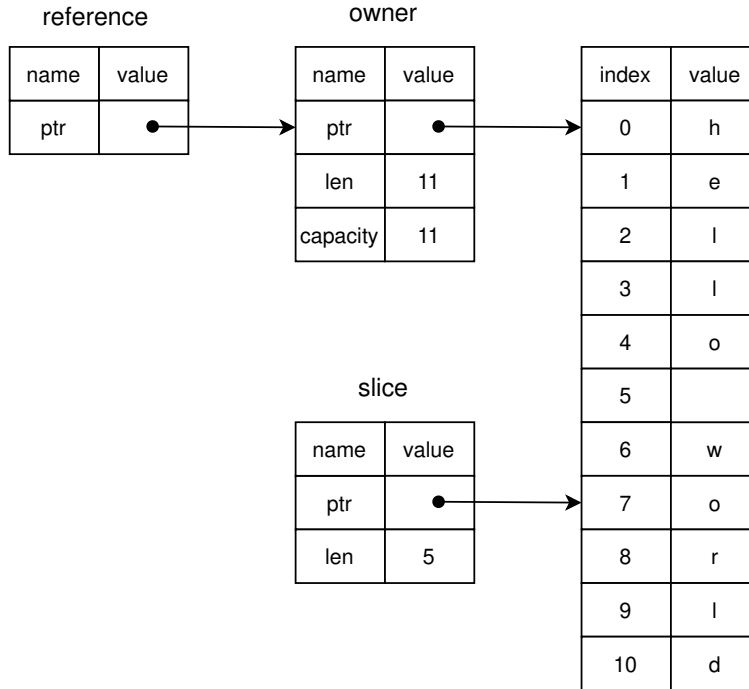 reference
name value
ptr
owner
name value
ptr
len 11
capacity 11
slice
name value
ptr
len 5
index value
0 h
1 e
2 l
3 l
4 o
5
6 w
7 o
8 r
9 l
10 d